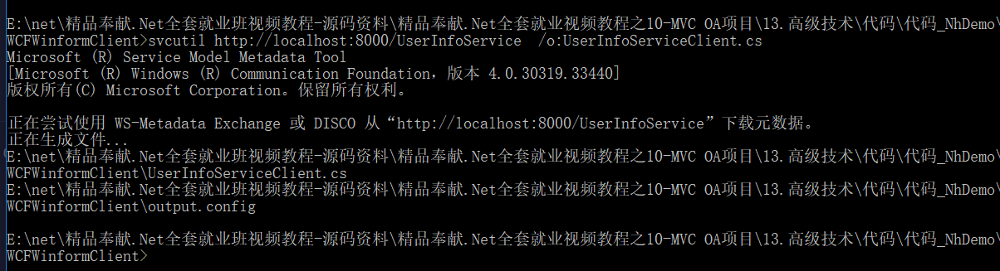 E:\net\精品奉献.Net全套就业班视频教程-源码资料\精品奉献.Net全套就业视频教程之10-MVC OA项目\13.高级技术\代码\代码_NhDemo\
WCFWinformClient>svcutil http://localhost:8000/UserInfoService  /o:UserInfoServiceClient.cs
Microsoft (R) Service Model Metadata Tool
[Microsoft (R) Windows (R) Communication Foundation，版本 4.0.30319.33440]
版权所有(C) Microsoft Corporation。保留所有权利。
正在尝试使用 WS-Metadata Exchange 或 DISCO 从“http://localhost:8000/UserInfoService”下载元数据。
正在生成文件...
E:\net\精品奉献.Net全套就业班视频教程-源码资料\精品奉献.Net全套就业视频教程之10-MVC OA项目\13.高级技术\代码\代码_NhDemo\
WCFWinformClient\UserInfoServiceClient.cs
E:\net\精品奉献.Net全套就业班视频教程-源码资料\精品奉献.Net全套就业视频教程之10-MVC OA项目\13.高级技术\代码\代码_NhDemo\
WCFWinformClient\output.config
E:\net\精品奉献.Net全套就业班视频教程-源码资料\精品奉献.Net全套就业视频教程之10-MVC OA项目\13.高级技术\代码\代码_NhDemo\
WCFWinformClient>